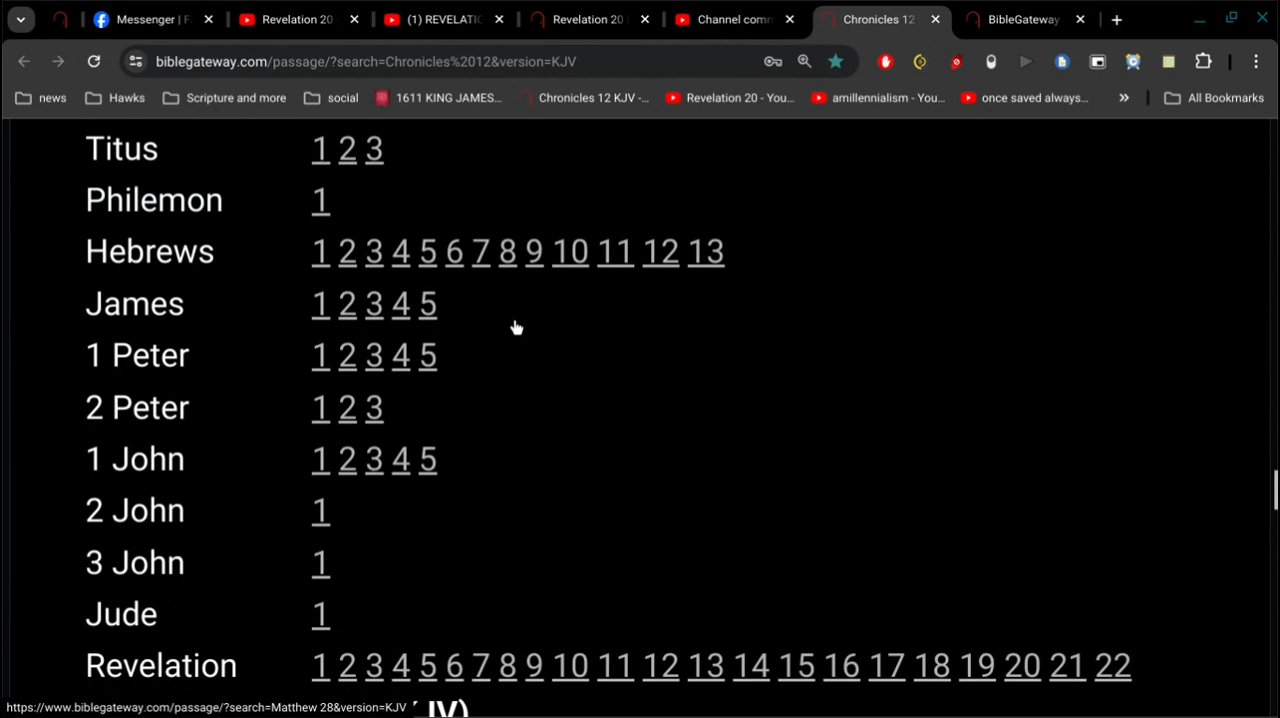 Messenger | F
Revelation 20
(1) REVELATIO
Revelation 20
Channel comm
Chronicles 12
BibleGateway
biblegateway.com/passage/?search=Chronicles%2012&version=KJV
news
Hawks
Scripture and more
social
1611 KING JAMES...
Chronicles 12 KJV -...
Revelation 20 - You...
amillennialism - You...
once saved always...
All Bookmarks
Titus 1 2 3
Philemon 1
Hebrews 1 2 3 4 5 6 7 8 9 10 11 12 13
James 1 2 3 4 5
1 Peter 1 2 3 4 5
2 Peter 1 2 3
1 John 1 2 3 4 5
2 John 1
3 John 1
Jude 1
Revelation 1 2 3 4 5 6 7 8 9 10 11 12 13 14 15 16 17 18 19 20 21 22
https://www.biblegateway.com/passage/?search=Matthew 28&version=KJV